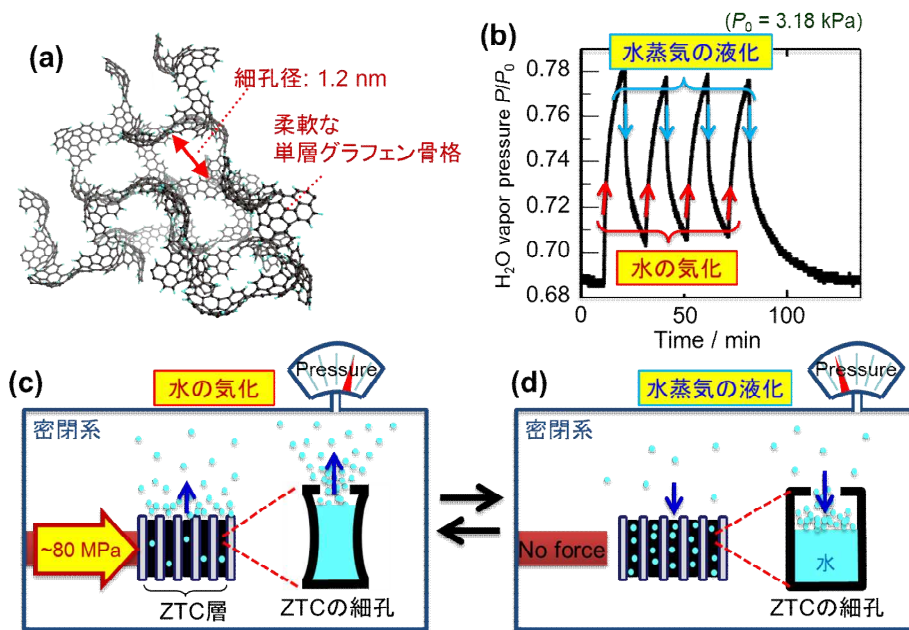 (a)
細孔径: 1.2 nm
柔軟な
単層グラフェン骨格
(b)
(P0 = 3.18 kPa)
水蒸気の液化
水の気化
H2O vapor pressure P/P0
0.78
0.76
0.74
0.72
0.70
0.68
0
50
100
Time / min
(c)
水の気化
Pressure
密閉系
~80 MPa
ZTC層
ZTCの細孔
(d)
水蒸気の液化
Pressure
密閉系
No force
水
ZTCの細孔